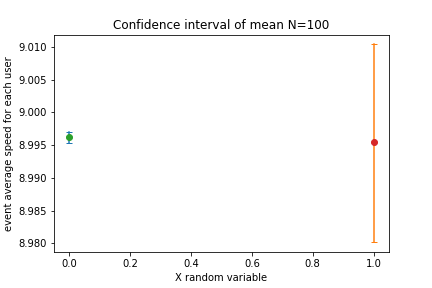 Confidence interval of mean N=100
event average speed for each user
9.010
9.005
9.000
8.995
8.990
8.985
8.980
0.0 0.2 0.4 0.6 0.8 1.0
X random variable